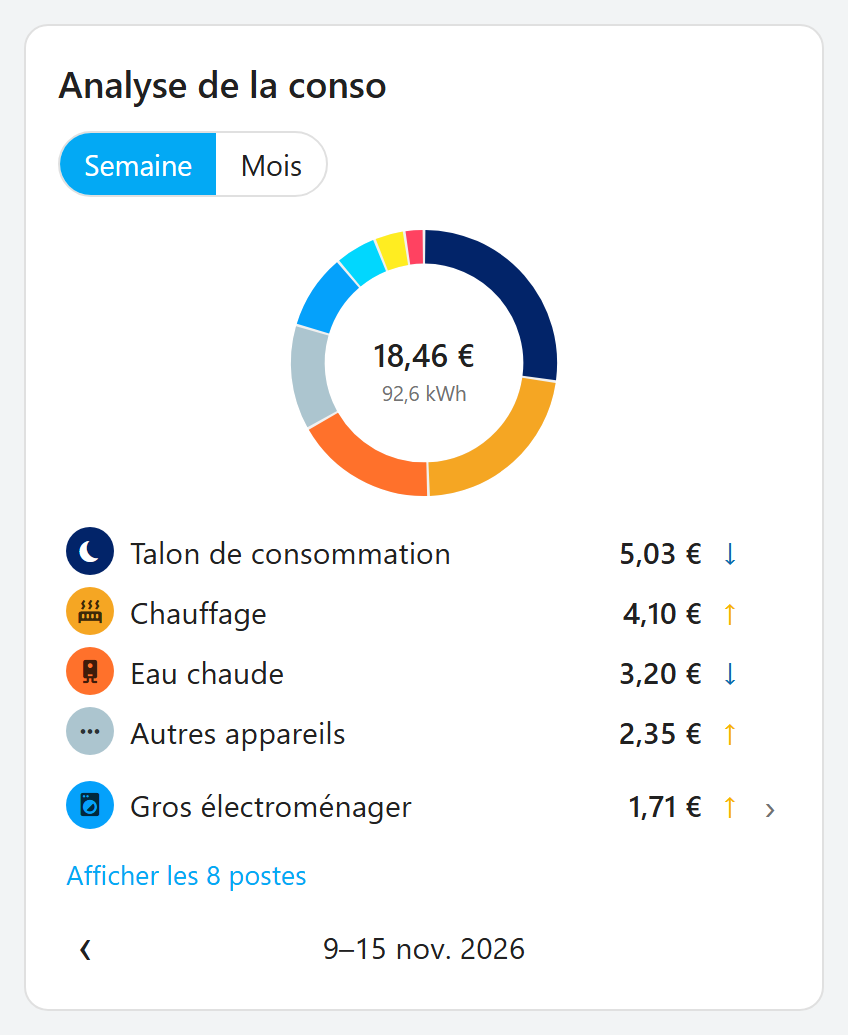 Analyse de la conso
Semaine Mois
18,46 €
92,6 kWh
Talon de consommation 5,03 € ↓
Chauffage 4,10 € ↑
Eau chaude 3,20 € ↓
Autres appareils 2,35 € ↑
Gros électroménager 1,71 € ↑ ›
Afficher les 8 postes
‹ 9–15 nov. 2026